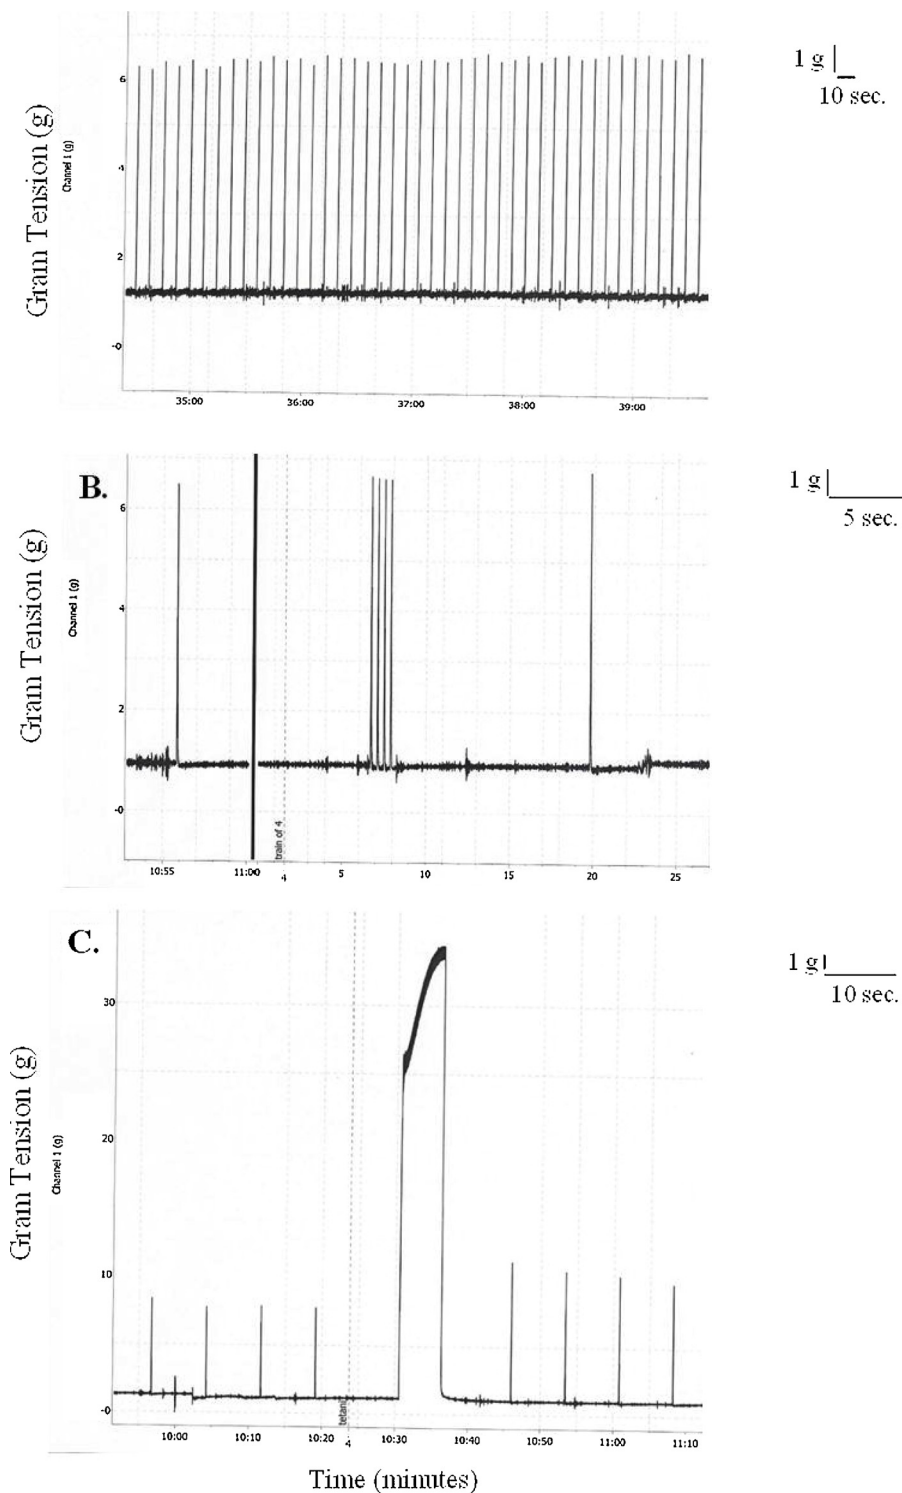 1 g
10 sec.
Gram Tension (g)
Channel 1 (g)
6
4
2
-0
35:00 36:00 37:00 38:00 39:00
B.
1 g
5 sec.
Gram Tension (g)
Channel 1 (g)
6
4
2
-0
train of 4
10:55 11:00 4 5 10 15 20 25
C.
1 g
10 sec.
Gram Tension (g)
Channel 1 (g)
30
20
10
-0
tetani
10:00 10:10 10:20 4 10:30 10:40 10:50 11:00 11:10
Time (minutes)